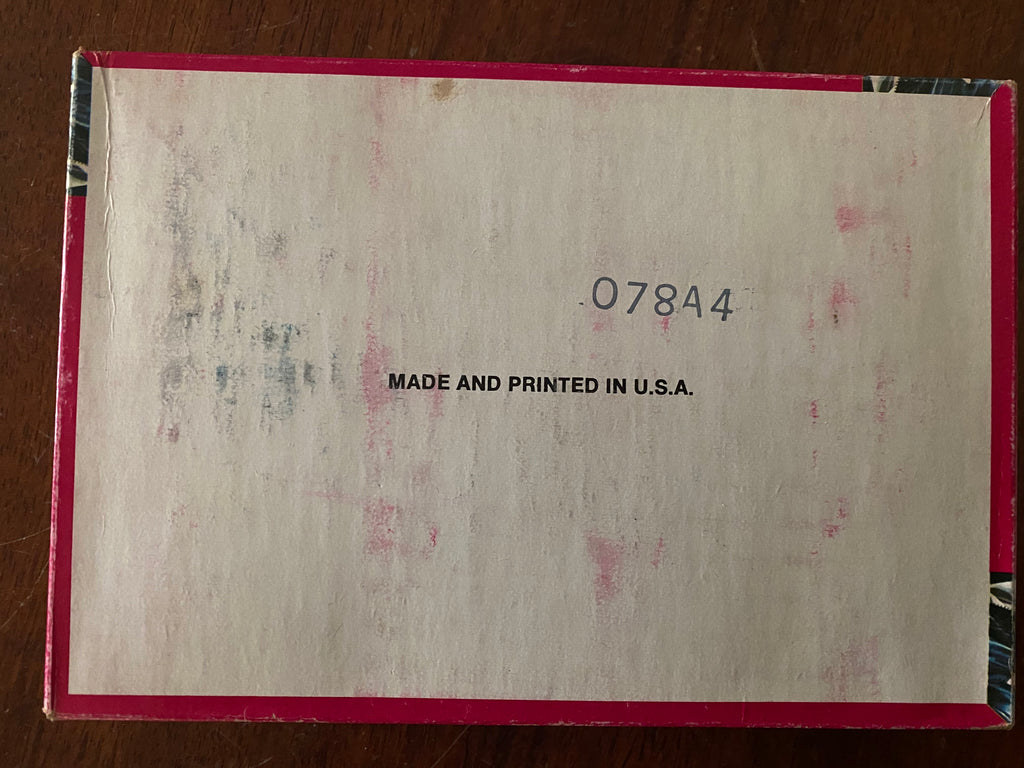 078A4
MADE AND PRINTED IN U.S.A.